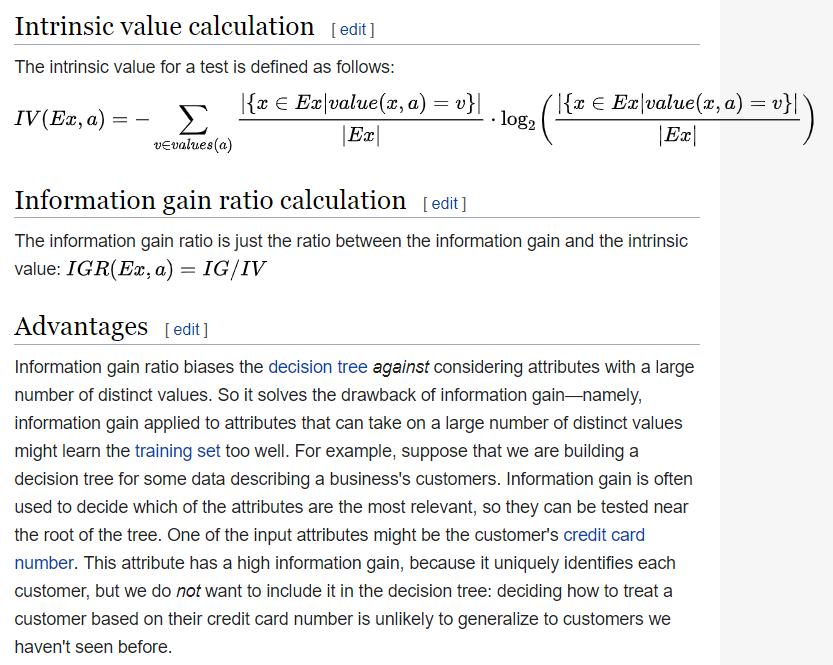 Intrinsic value calculation [ edit ]
The intrinsic value for a test is defined as follows:
IV(Ex, a) = − ∑_{v∈values(a)} |{x ∈ Ex|value(x, a) = v}| / |Ex| · log₂ ( |{x ∈ Ex|value(x, a) = v}| / |Ex| )
Information gain ratio calculation [ edit ]
The information gain ratio is just the ratio between the information gain and the intrinsic
value: IGR(Ex, a) = IG/IV
Advantages [ edit ]
Information gain ratio biases the decision tree against considering attributes with a large
number of distinct values. So it solves the drawback of information gain—namely,
information gain applied to attributes that can take on a large number of distinct values
might learn the training set too well. For example, suppose that we are building a
decision tree for some data describing a business's customers. Information gain is often
used to decide which of the attributes are the most relevant, so they can be tested near
the root of the tree. One of the input attributes might be the customer's credit card
number. This attribute has a high information gain, because it uniquely identifies each
customer, but we do not want to include it in the decision tree: deciding how to treat a
customer based on their credit card number is unlikely to generalize to customers we
haven't seen before.